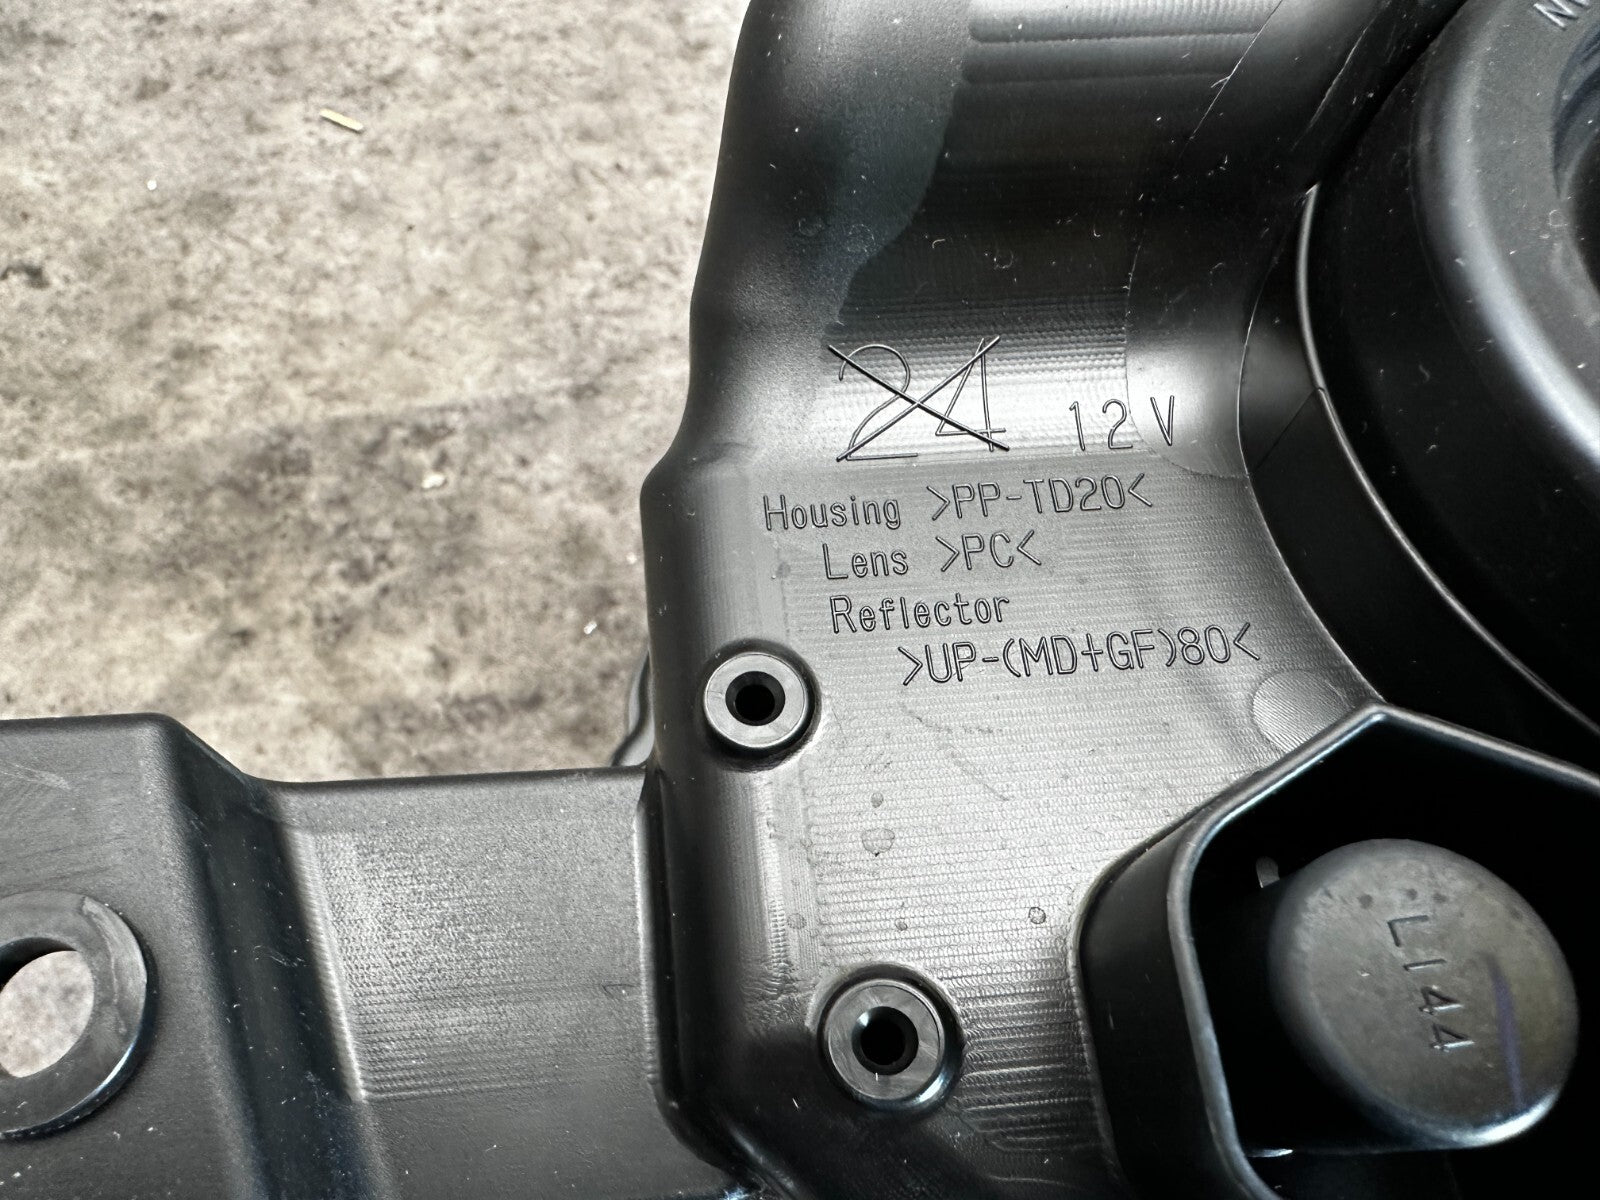 24 12V
Housing >PP-TD20<
Lens >PC<
Reflector
>UP-(MD+GF)80<
L144